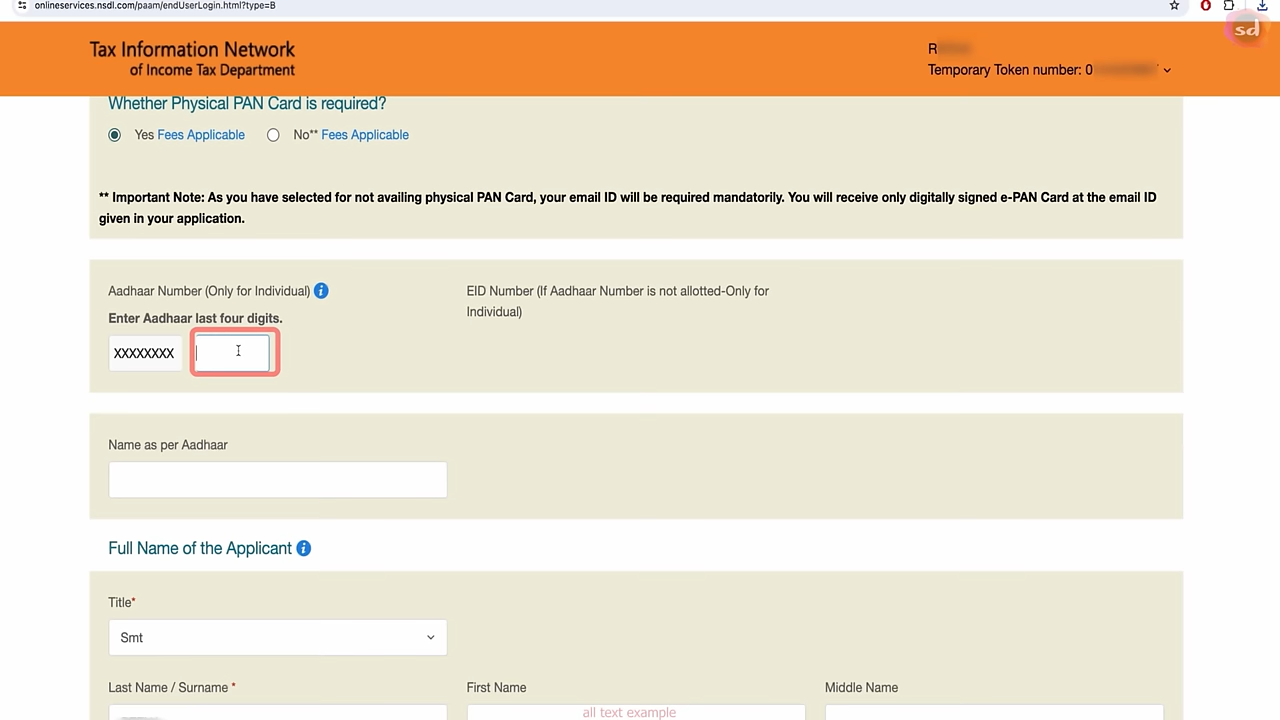 onlineservices.nsdl.com/paam/endUserLogin.html?type=B
sd
Tax Information Network
of Income Tax Department
R
Temporary Token number: 0
Whether Physical PAN Card is required?
Yes Fees Applicable No** Fees Applicable
** Important Note: As you have selected for not availing physical PAN Card, your email ID will be required mandatorily. You will receive only digitally signed e-PAN Card at the email ID
given in your application.
Aadhaar Number (Only for Individual)
EID Number (If Aadhaar Number is not allotted-Only for
Individual)
Enter Aadhaar last four digits.
XXXXXXXX
Name as per Aadhaar
Full Name of the Applicant
Title*
Smt
Last Name / Surname * First Name Middle Name
all text example